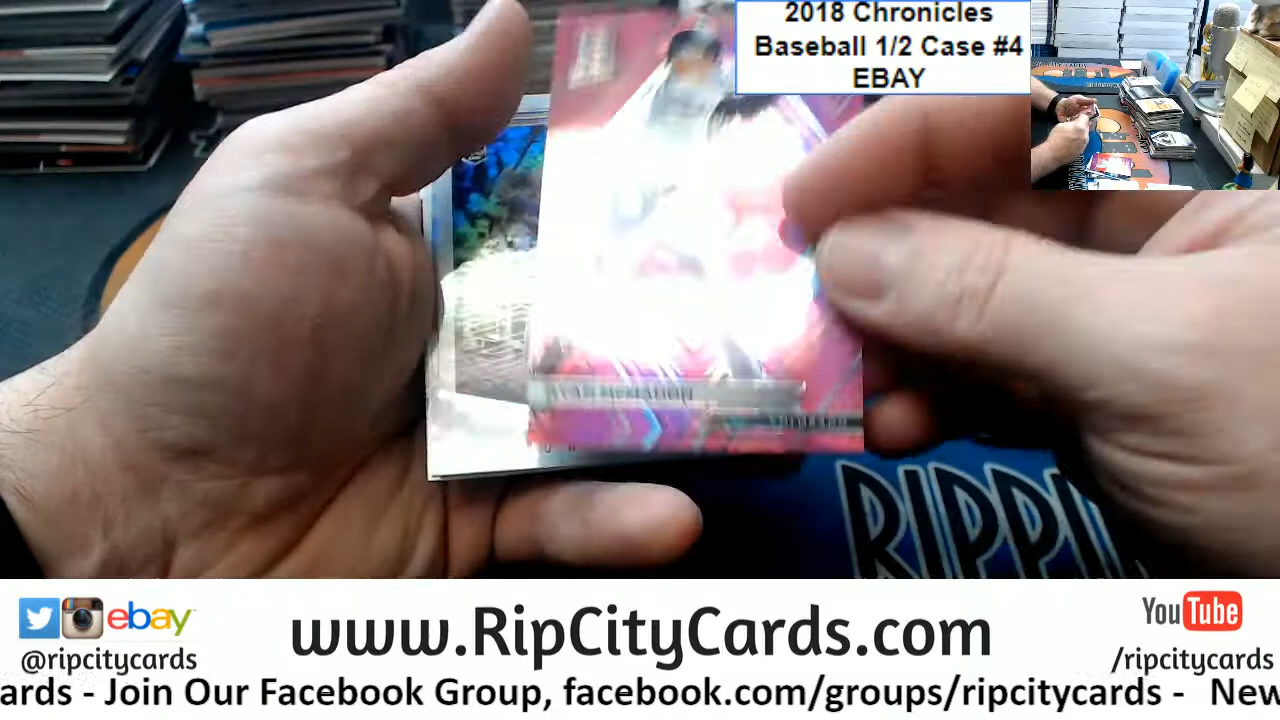 2018 Chronicles
Baseball 1/2 Case #4
EBAY
RIPPI
ebay
www.RipCityCards.com
YouTube
@ripcitycards
/ripcitycards
ards - Join Our Facebook Group, facebook.com/groups/ripcitycards - New